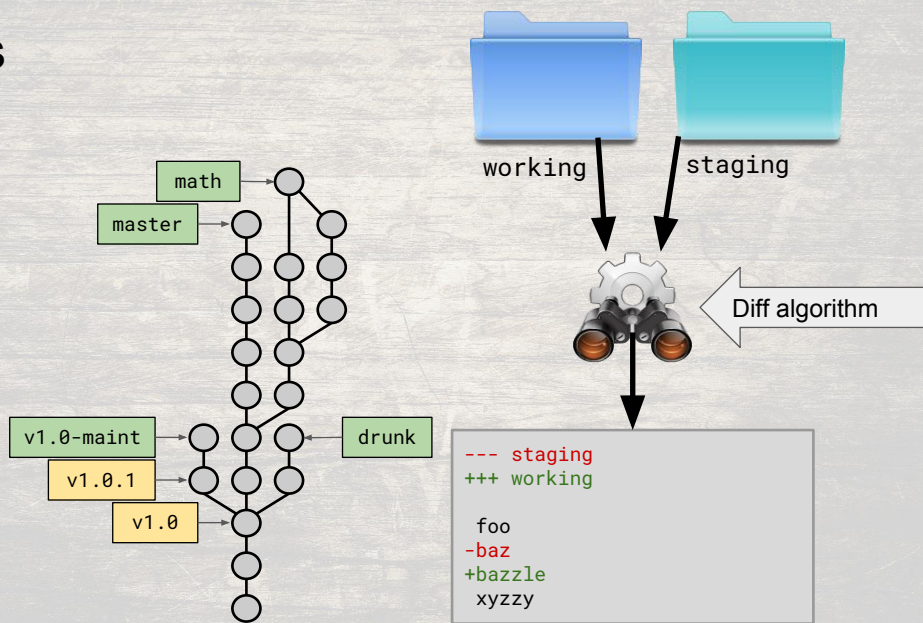 s
working
staging
math
master
Diff algorithm
v1.0-maint
drunk
v1.0.1
v1.0
--- staging
+++ working
foo
-baz
+bazzle
xyzzy